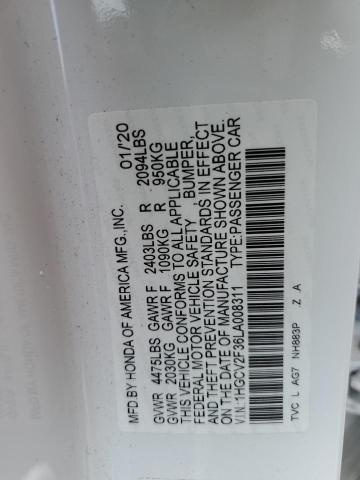 MFD.BY HONDA OF AMERICA MFG.,INC. 01/'20
GVWR 4475LBS GAWR F 2403LBS R 2094LBS
GVWR 2030KG GAWR F 1090KG R 950KG
THIS VEHICLE CONFORMS TO ALL APPLICABLE
FEDERAL MOTOR VEHICLE SAFETY, BUMPER,
AND THEFT PREVENTION STANDARDS IN EFFECT
ON THE DATE OF MANUFACTURE SHOWN ABOVE.
V.I.N:1HGCV2F36LA008311 TYPE:PASSENGER CAR
TVC L AG7 NH883P Z A